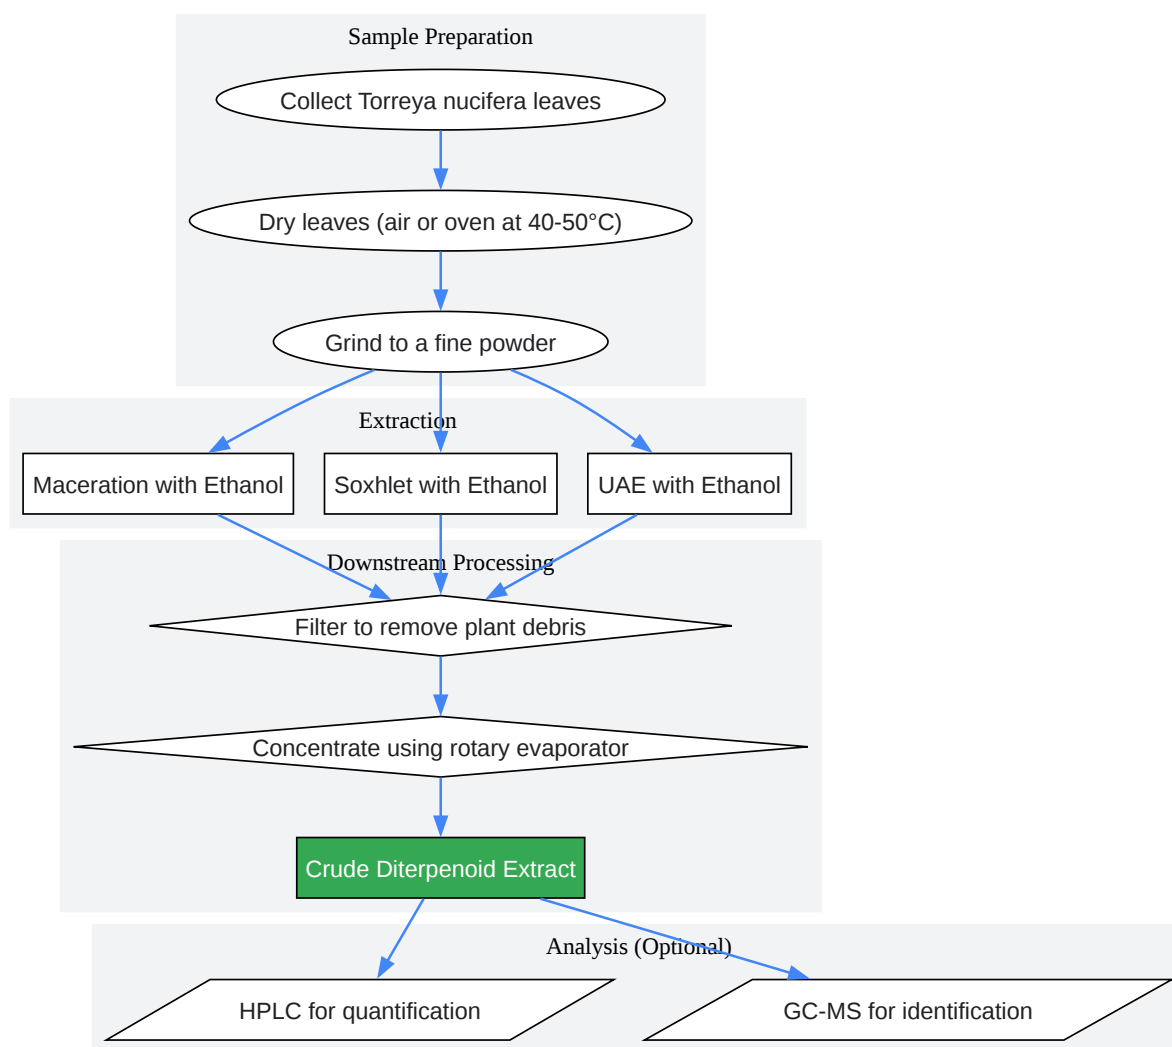 Sample Preparation
Collect Torreya nucifera leaves
Dry leaves (air or oven at 40-50°C)
Grind to a fine powder
Extraction
Maceration with Ethanol
Soxhlet with Ethanol
UAE with Ethanol
Downstream Processing
Filter to remove plant debris
Concentrate using rotary evaporator
Crude Diterpenoid Extract
Analysis (Optional)
HPLC for quantification
GC-MS for identification